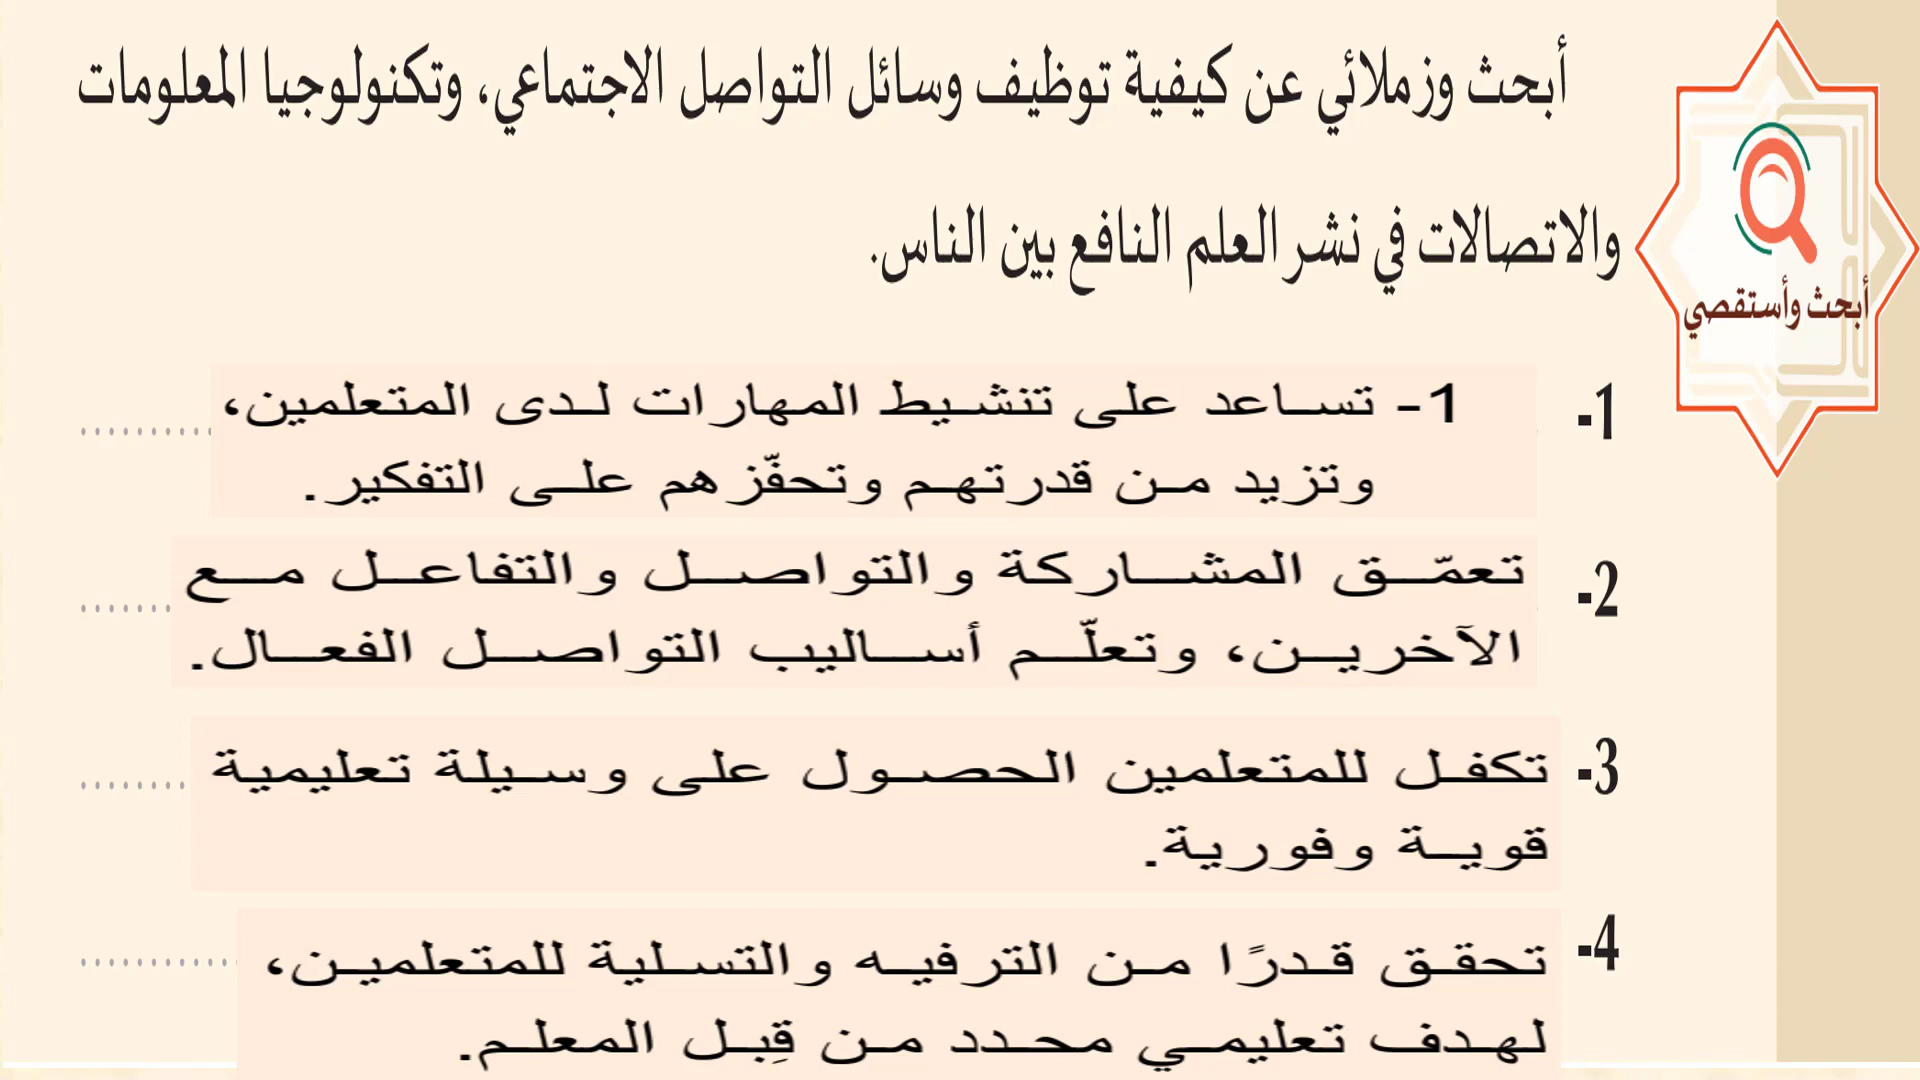 أبحث وزملائي عن كيفية توظيف وسائل التواصل الاجتماعي، وتكنولوجيا المعلومات
والاتصالات في نشر العلم النافع بين الناس.
أبحث وأستقصي
1-
1- تساعد على تنشيط المهارات لدى المتعلمين،
وتزيد من قدرتهم وتحفّزهم على التفكير.
2-
تعمّق المشاركة والتواصل والتفاعل مع
الآخرين، وتعلّم أساليب التواصل الفعال.
3-
تكفل للمتعلمين الحصول على وسيلة تعليمية
قوية وفورية.
4-
تحقق قدرًا من الترفيه والتسلية للمتعلمين،
لهدف تعليمي محدد من قِبل المعلم.